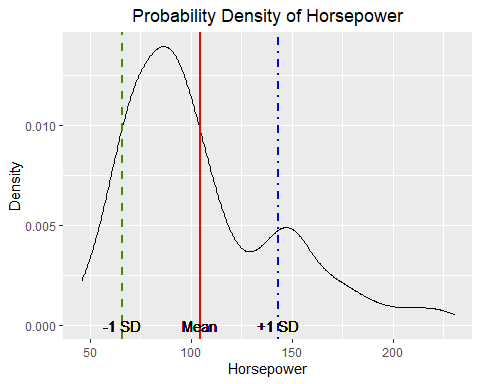 Probability Density of Horsepower
Density
0.010
0.005
0.000
-1 SD
Mean
+1 SD
50
100
150
200
Horsepower